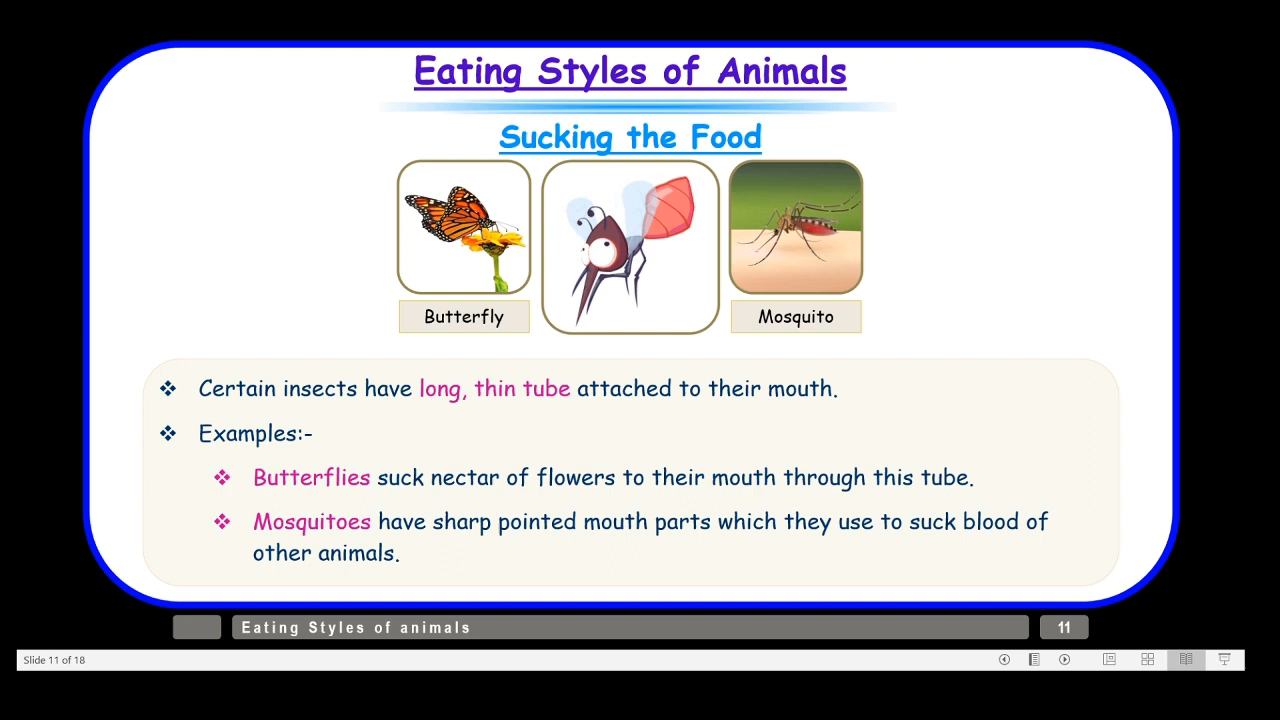 Eating Styles of Animals
Sucking the Food
Butterfly
Mosquito
❖ Certain insects have long, thin tube attached to their mouth.
❖ Examples:-
❖ Butterflies suck nectar of flowers to their mouth through this tube.
❖ Mosquitoes have sharp pointed mouth parts which they use to suck blood of
other animals.
Eating Styles of animals
11
Slide 11 of 18